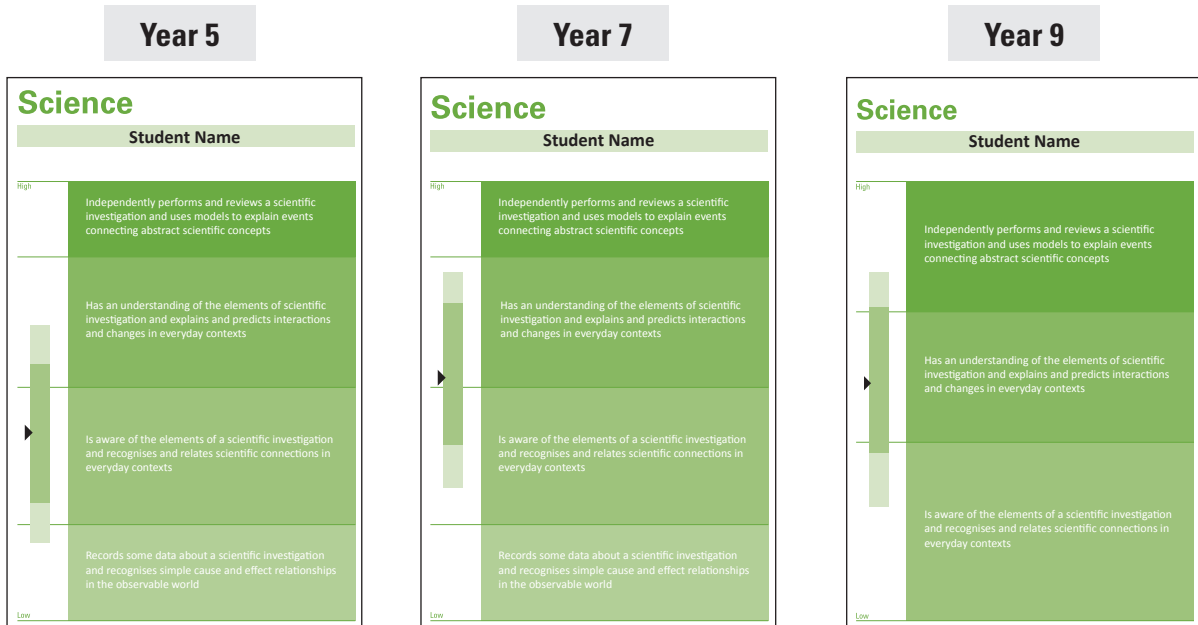 Year 5
Science
Student Name
High
Independently performs and reviews a scientific
investigation and uses models to explain events
connecting abstract scientific concepts
Has an understanding of the elements of scientific
investigation and explains and predicts interactions
and changes in everyday contexts
Is aware of the elements of a scientific investigation
and recognises and relates scientific connections in
everyday contexts
Records some data about a scientific investigation
and recognises simple cause and effect relationships
in the observable world
Low
Year 7
Science
Student Name
High
Independently performs and reviews a scientific
investigation and uses models to explain events
connecting abstract scientific concepts
Has an understanding of the elements of scientific
investigation and explains and predicts interactions
and changes in everyday contexts
Is aware of the elements of a scientific investigation
and recognises and relates scientific connections in
everyday contexts
Records some data about a scientific investigation
and recognises simple cause and effect relationships
in the observable world
Low
Year 9
Science
Student Name
High
Independently performs and reviews a scientific
investigation and uses models to explain events
connecting abstract scientific concepts
Has an understanding of the elements of scientific
investigation and explains and predicts interactions
and changes in everyday contexts
Is aware of the elements of a scientific investigation
and recognises and relates scientific connections in
everyday contexts
Low